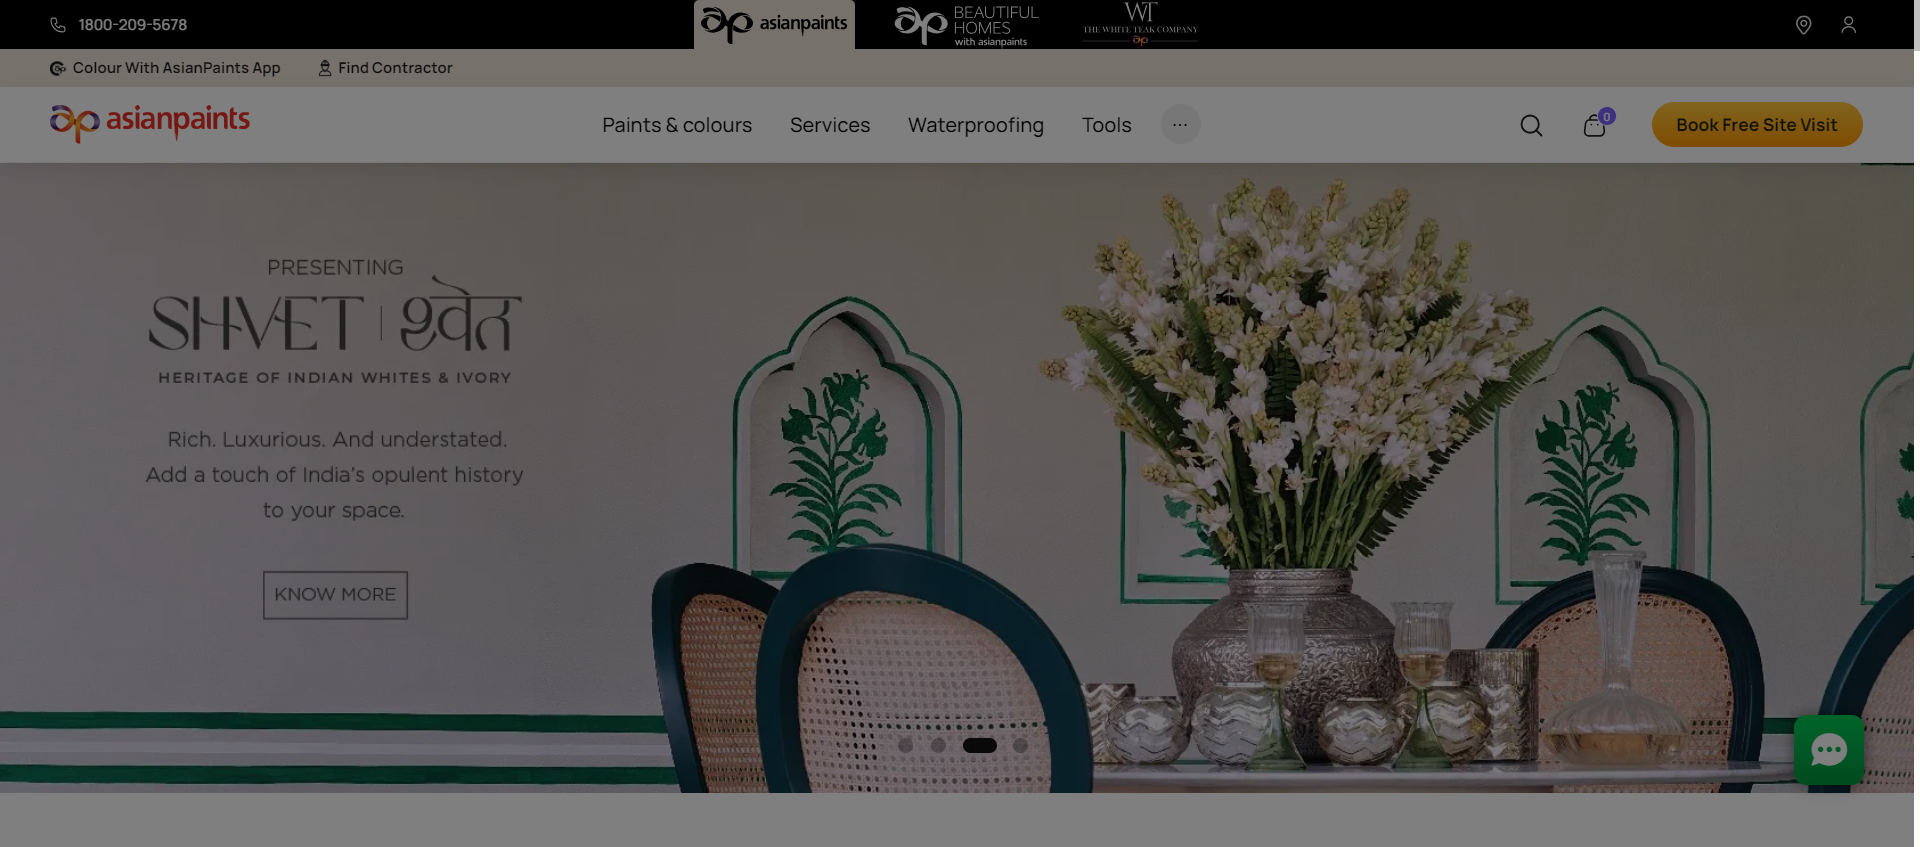 1800-209-5678
asianpaints
BEAUTIFUL
HOMES
with asianpaints
WT
THE WHITE TEAK COMPANY
Colour With AsianPaints App
Find Contractor
asianpaints
Paints & colours
Services
Waterproofing
Tools
...
0
Book Free Site Visit
PRESENTING
SHVET | श्वेत
HERITAGE OF INDIAN WHITES & IVORY
Rich. Luxurious. And understated.
Add a touch of India's opulent history
to your space.
KNOW MORE